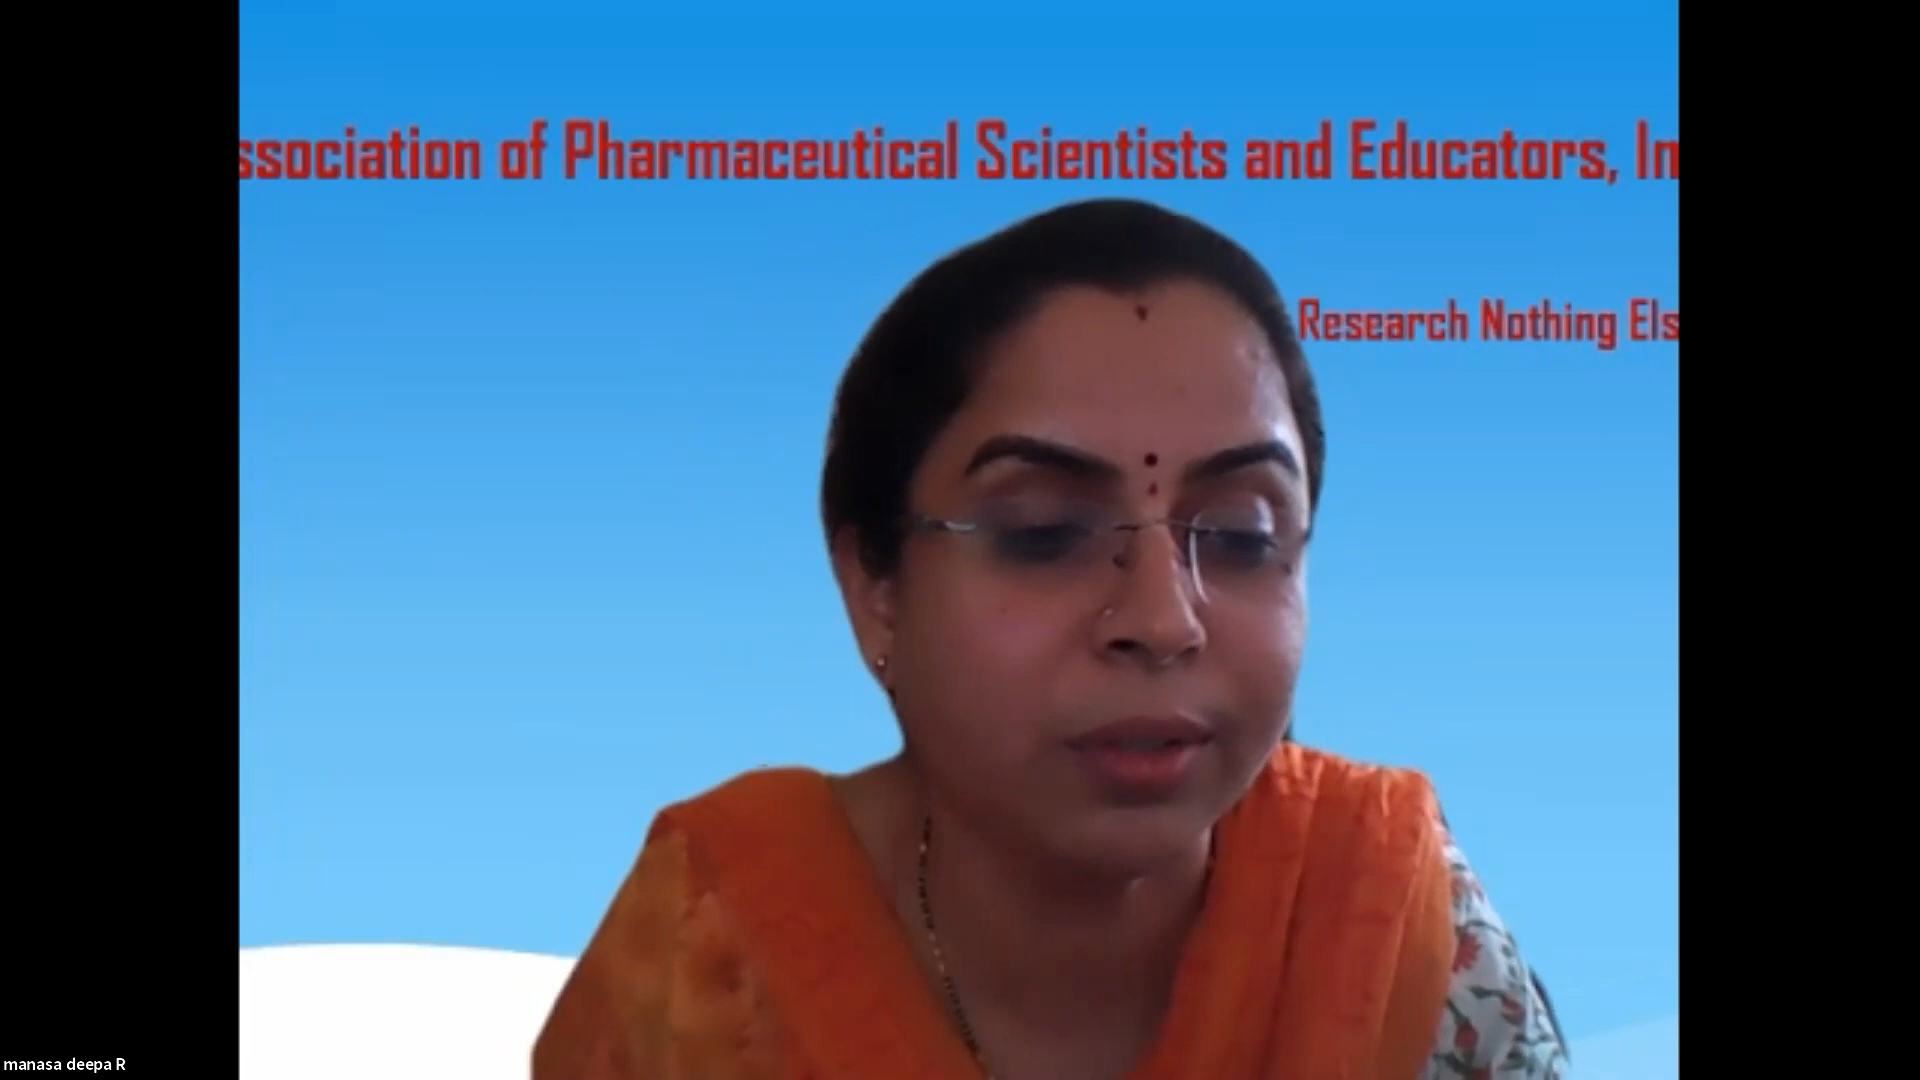 ssociation of Pharmaceutical Scientists and Educators, In
Research Nothing Els
manasa deepa R